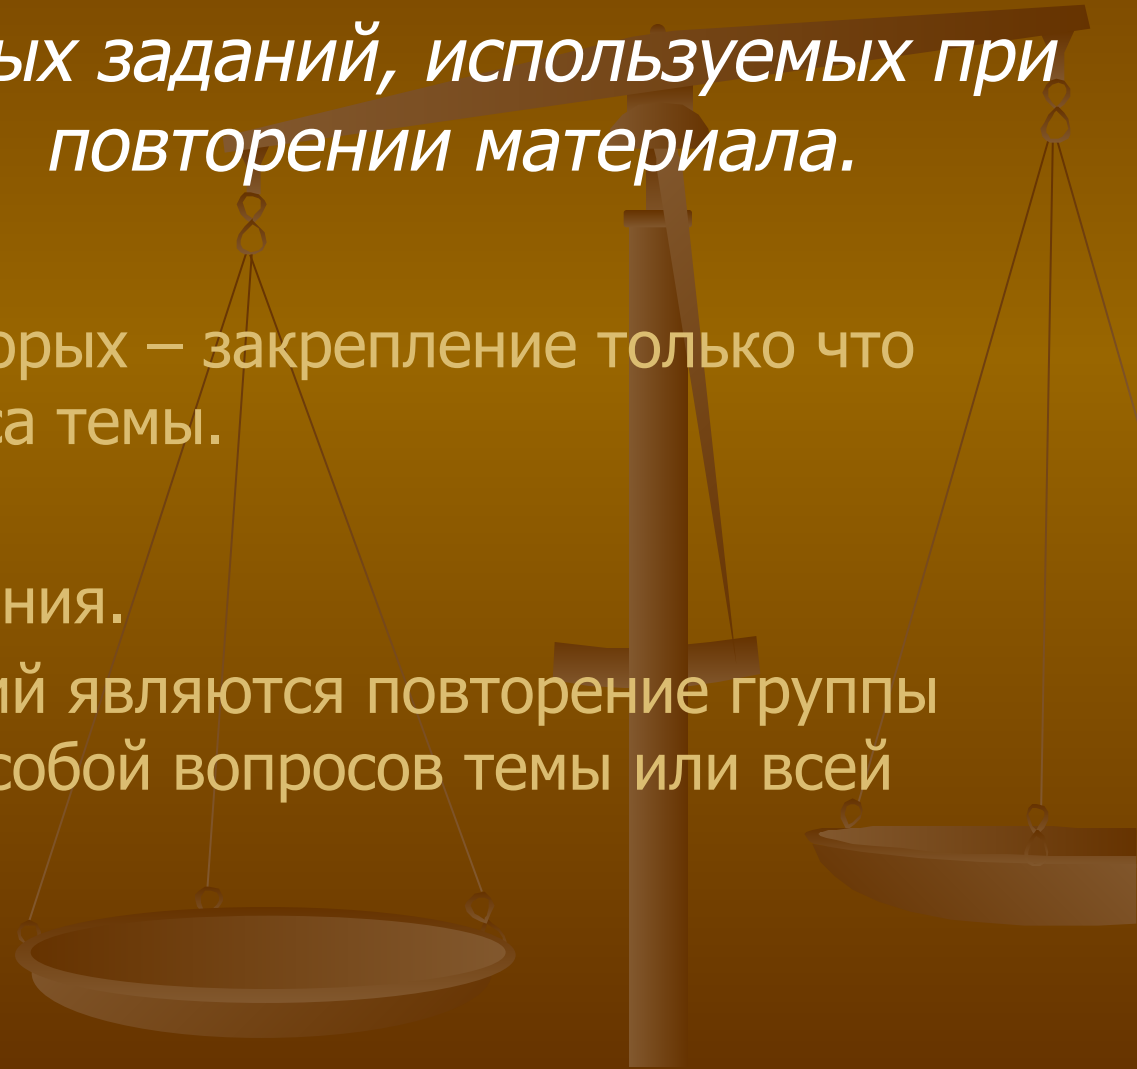 ых заданий, используемых при
повторении материала.
орых – закрепление только что
са темы.
ния.
ий являются повторение группы
собой вопросов темы или всей